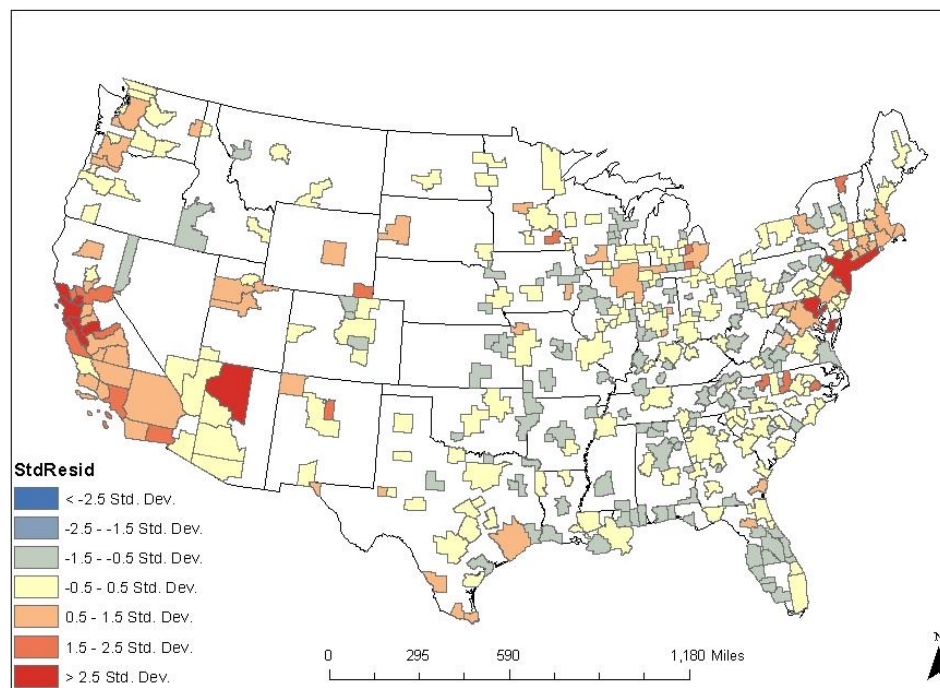 StdResid
< -2.5 Std. Dev.
-2.5 - -1.5 Std. Dev.
-1.5 - -0.5 Std. Dev.
-0.5 - 0.5 Std. Dev.
0.5 - 1.5 Std. Dev.
1.5 - 2.5 Std. Dev.
> 2.5 Std. Dev.
0 295 590 1,180 Miles
N